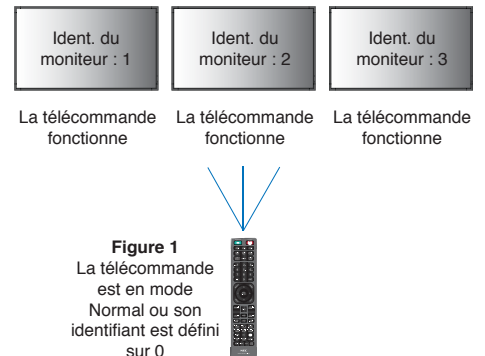 Ident. du
moniteur : 1
Ident. du
moniteur : 2
Ident. du
moniteur : 3
La télécommande
fonctionne
La télécommande
fonctionne
La télécommande
fonctionne
Figure 1
La télécommande
est en mode
Normal ou son
identifiant est défini
sur 0